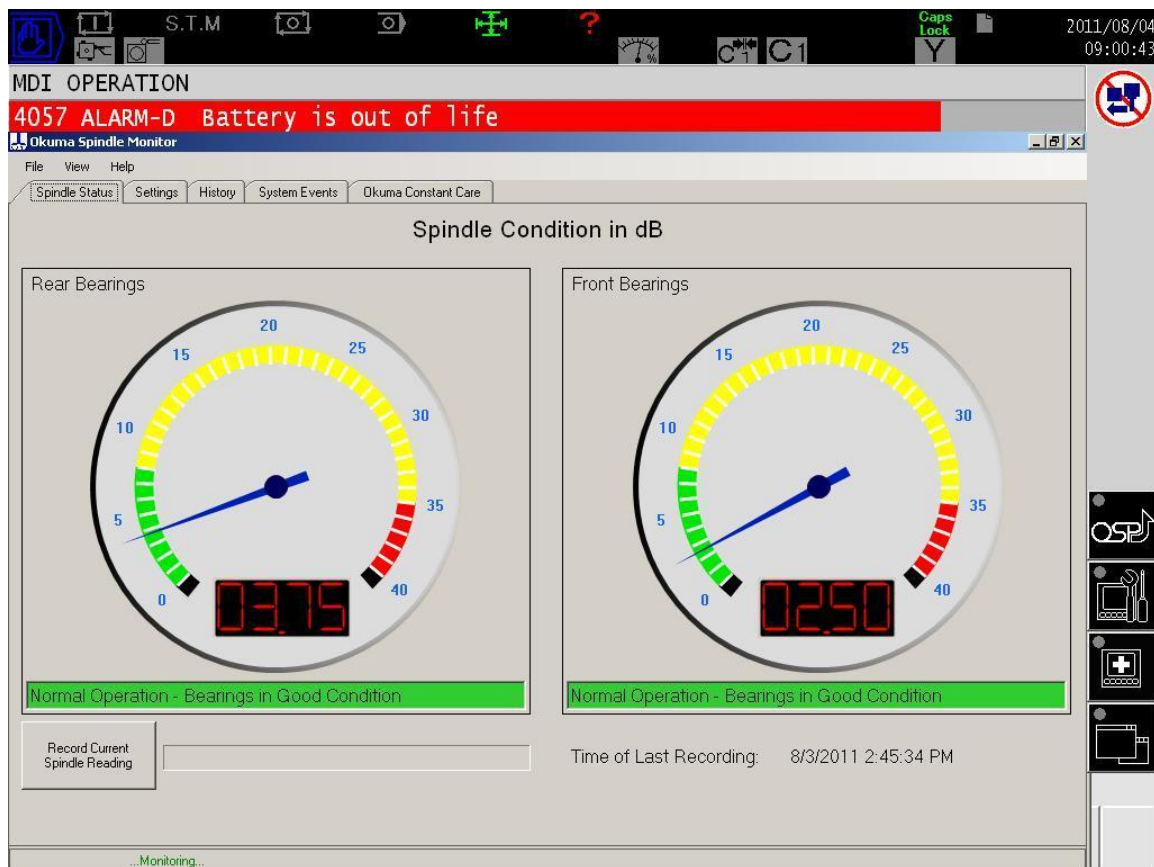 S.T.M
Caps
Lock
2011/08/04
% C 1 C 1 Y
09:00:43
MDI OPERATION
4057 ALARM-D Battery is out of life
Okuma Spindle Monitor
File View Help
Spindle Status Settings History System Events Okuma Constant Care
Spindle Condition in dB
Rear Bearings
20
15 25
10 30
5 35
0 40
03.75
Normal Operation - Bearings in Good Condition
Front Bearings
20
15 25
10 30
5 35
0 40
02.50
Normal Operation - Bearings in Good Condition
OSP
Record Current
Spindle Reading
Time of Last Recording: 8/3/2011 2:45:34 PM
...Monitoring...